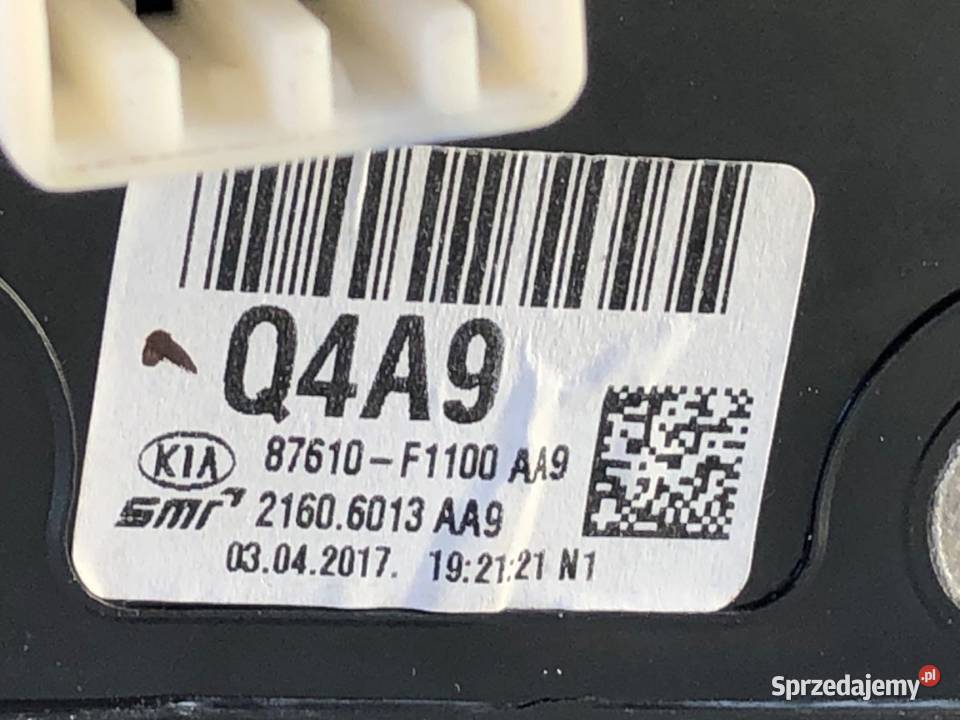 Q4A9
KIA 87610-F1100 AA9
smr 2160.6013 AA9
03.04.2017. 19:21:21 N1
Sprzedajemy.pl